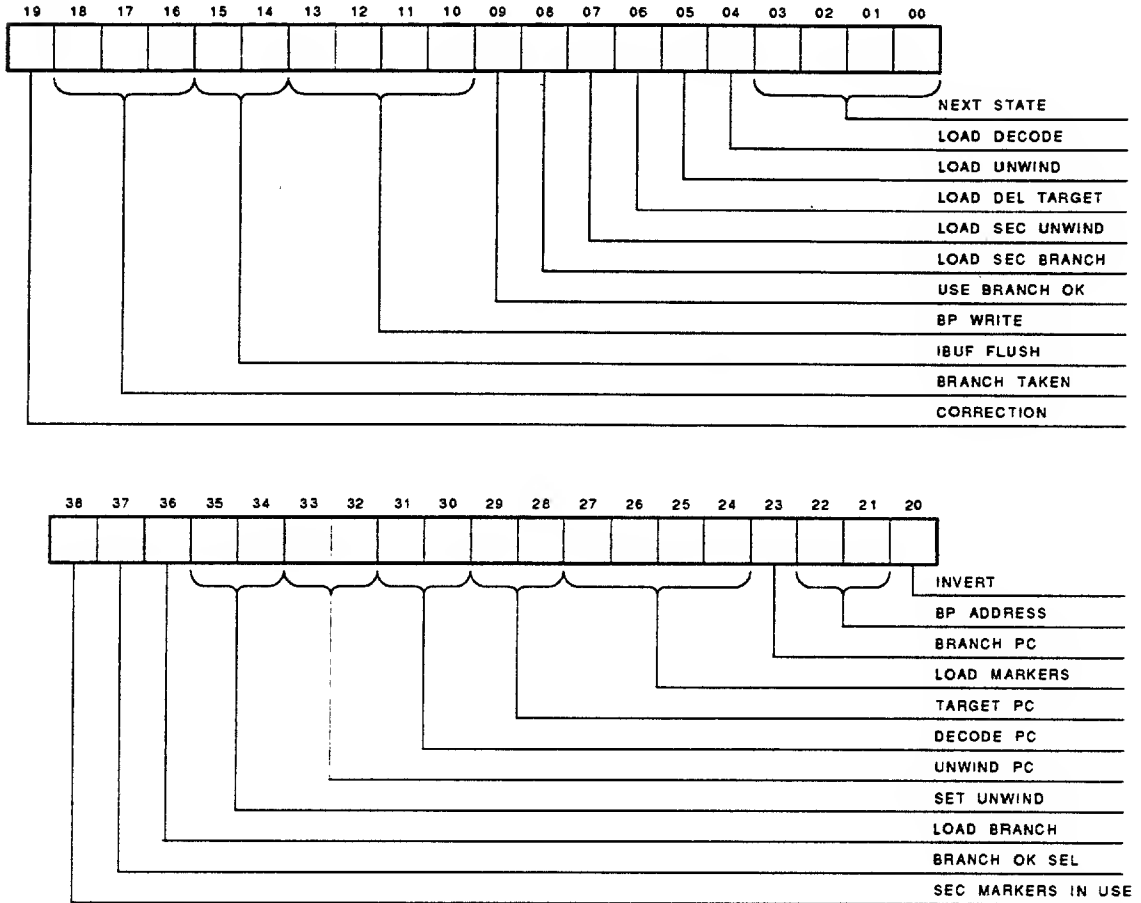 19 18 17 16 15 14 13 12 11 10 09 08 07 06 05 04 03 02 01 00
NEXT STATE
LOAD DECODE
LOAD UNWIND
LOAD DEL TARGET
LOAD SEC UNWIND
LOAD SEC BRANCH
USE BRANCH OK
BP WRITE
IBUF FLUSH
BRANCH TAKEN
CORRECTION
38 37 36 35 34 33 32 31 30 29 28 27 26 25 24 23 22 21 20
INVERT
BP ADDRESS
BRANCH PC
LOAD MARKERS
TARGET PC
DECODE PC
UNWIND PC
SET UNWIND
LOAD BRANCH
BRANCH OK SEL
SEC MARKERS IN USE